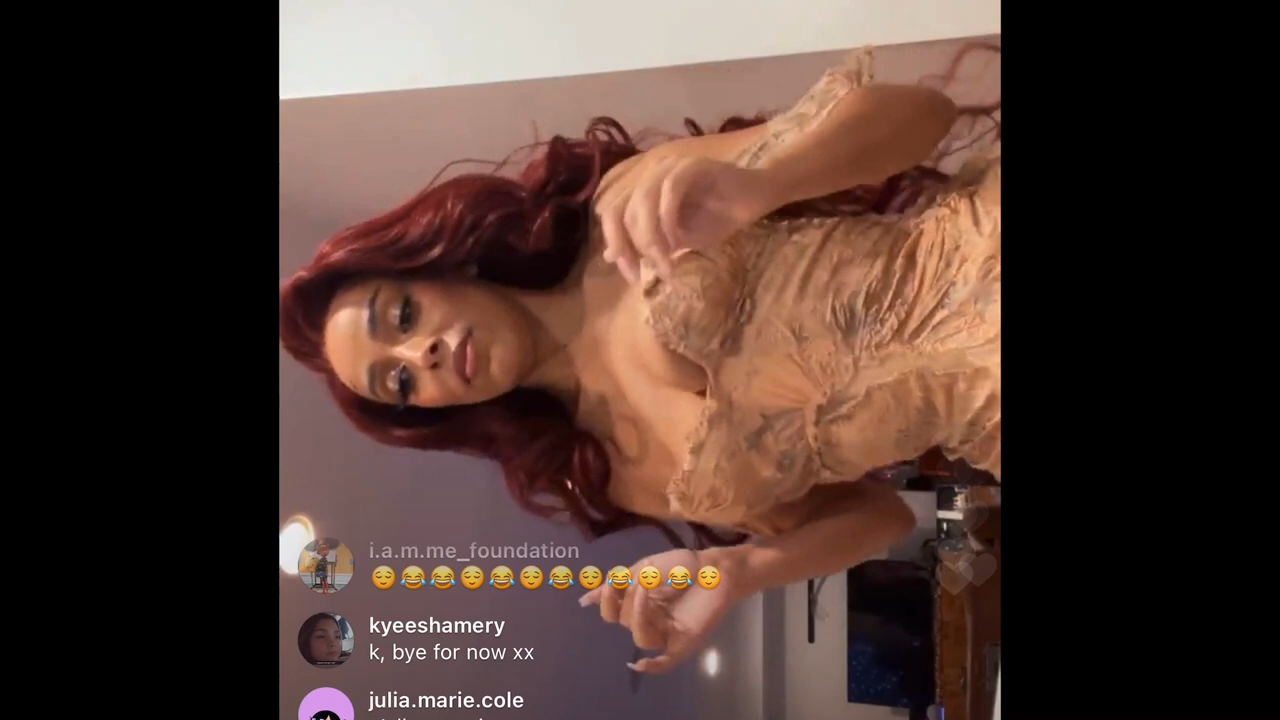 i.a.m.me_foundation
😌😂😂😌😂😌😂😌😂😌😂😌
kyeeshamery
k, bye for now xx
julia.marie.cole